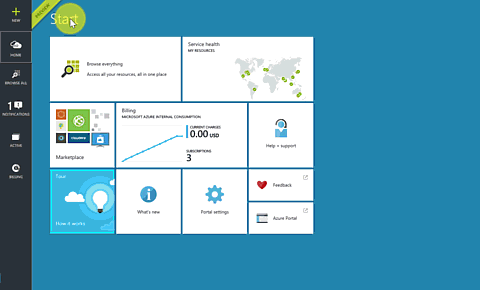 PREVIEW
Start
NEW
HOME
BROWSE ALL
1
NOTIFICATIONS
ACTIVE
BILLING
Browse everything
Access all your resources, all in one place
Service health
MY RESOURCES
Marketplace
Billing
MICROSOFT AZURE INTERNAL CONSUMPTION
CURRENT CHARGES
0.00 USD
SUBSCRIPTIONS
3
Help + support
Tour
How it works
What's new
Portal settings
Feedback
Azure Portal